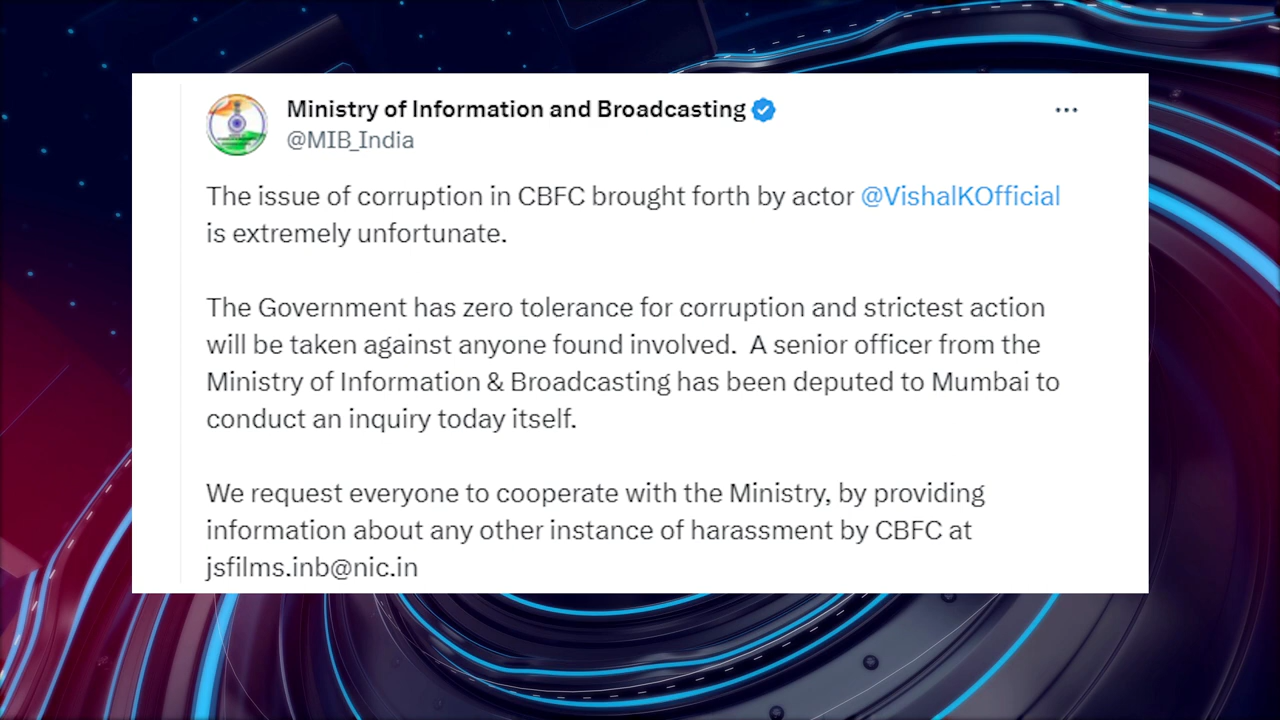 Ministry of Information and Broadcasting
@MIB_India
The issue of corruption in CBFC brought forth by actor @VishalKOfficial
is extremely unfortunate.
The Government has zero tolerance for corruption and strictest action
will be taken against anyone found involved.  A senior officer from the
Ministry of Information & Broadcasting has been deputed to Mumbai to
conduct an inquiry today itself.
We request everyone to cooperate with the Ministry, by providing
information about any other instance of harassment by CBFC at
jsfilms.inb@nic.in